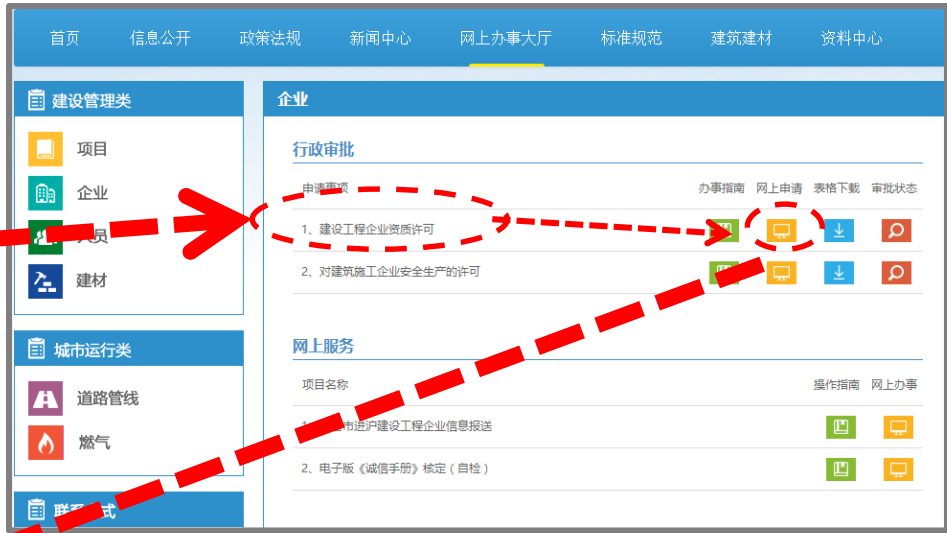 首页 信息公开 政策法规 新闻中心 网上办事大厅 标准规范 建筑建材 资料中心
建设管理类
项目
企业
人员
建材
城市运行类
道路管线
燃气
联系方式
企业
行政审批
申请事项 办事指南 网上申请 表格下载 审批状态
1、建设工程企业资质许可
2、对建筑施工企业安全生产的许可
网上服务
项目名称 操作指南 网上办事
市进沪建设工程企业信息报送
2、电子版《诚信手册》核定（自检）